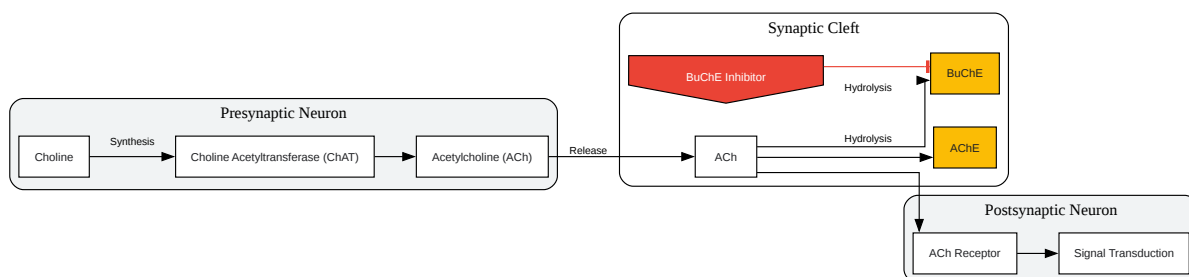 Synaptic Cleft
BuChE Inhibitor
BuChE
Hydrolysis
Presynaptic Neuron
Choline
Synthesis
Choline Acetyltransferase (ChAT)
Acetylcholine (ACh)
Release
ACh
Hydrolysis
AChE
Postsynaptic Neuron
ACh Receptor
Signal Transduction